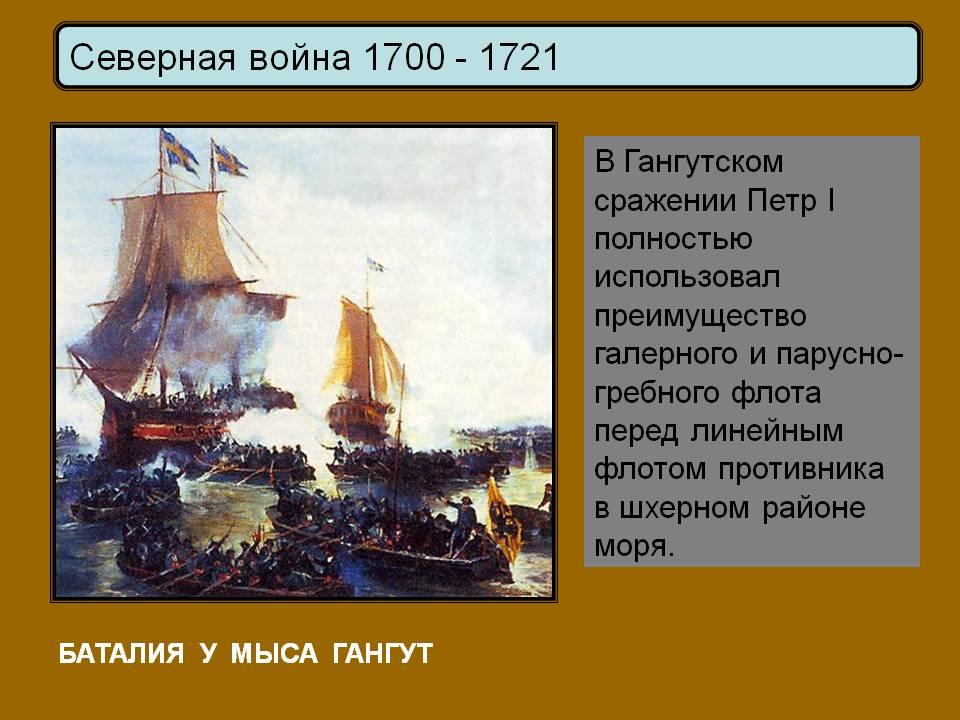 Северная война 1700 - 1721
В Гангутском
сражении Петр I
полностью
использовал
преимущество
галерного и парусно-
гребного флота
перед линейным
флотом противника
в шхерном районе
моря.
БАТАЛИЯ У МЫСА ГАНГУТ